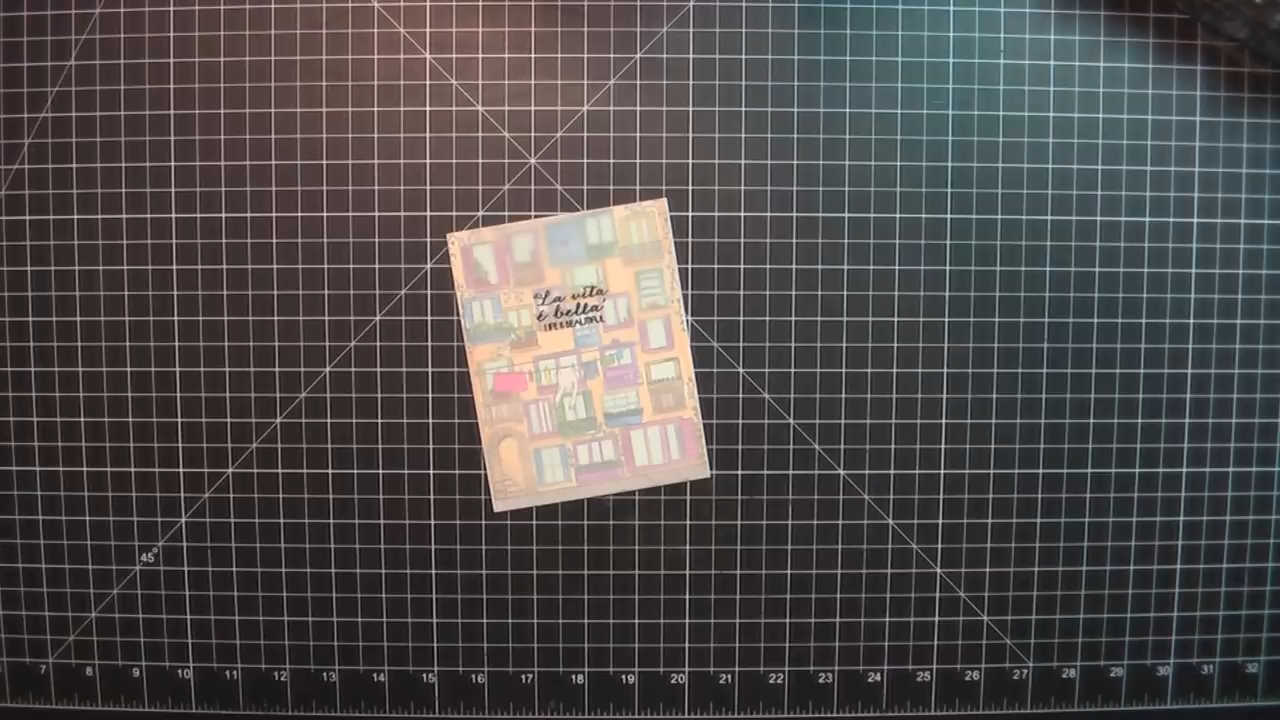 La vita
é bella
LIFE IS BEAUTIFUL
45°
7 8 9 10 11 12 13 14 15 16 17 18 19 20 21 22 23 24 25 26 27 28 29 30 31 32